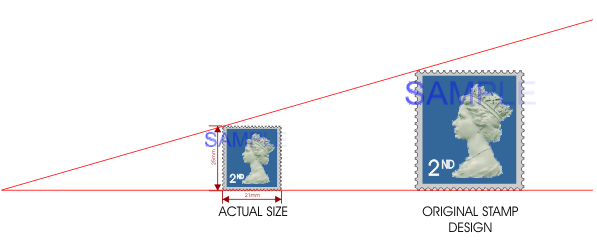 SAMPLE
2ND
SAMPLE
2ND
21mm
ACTUAL SIZE
ORIGINAL STAMP
DESIGN